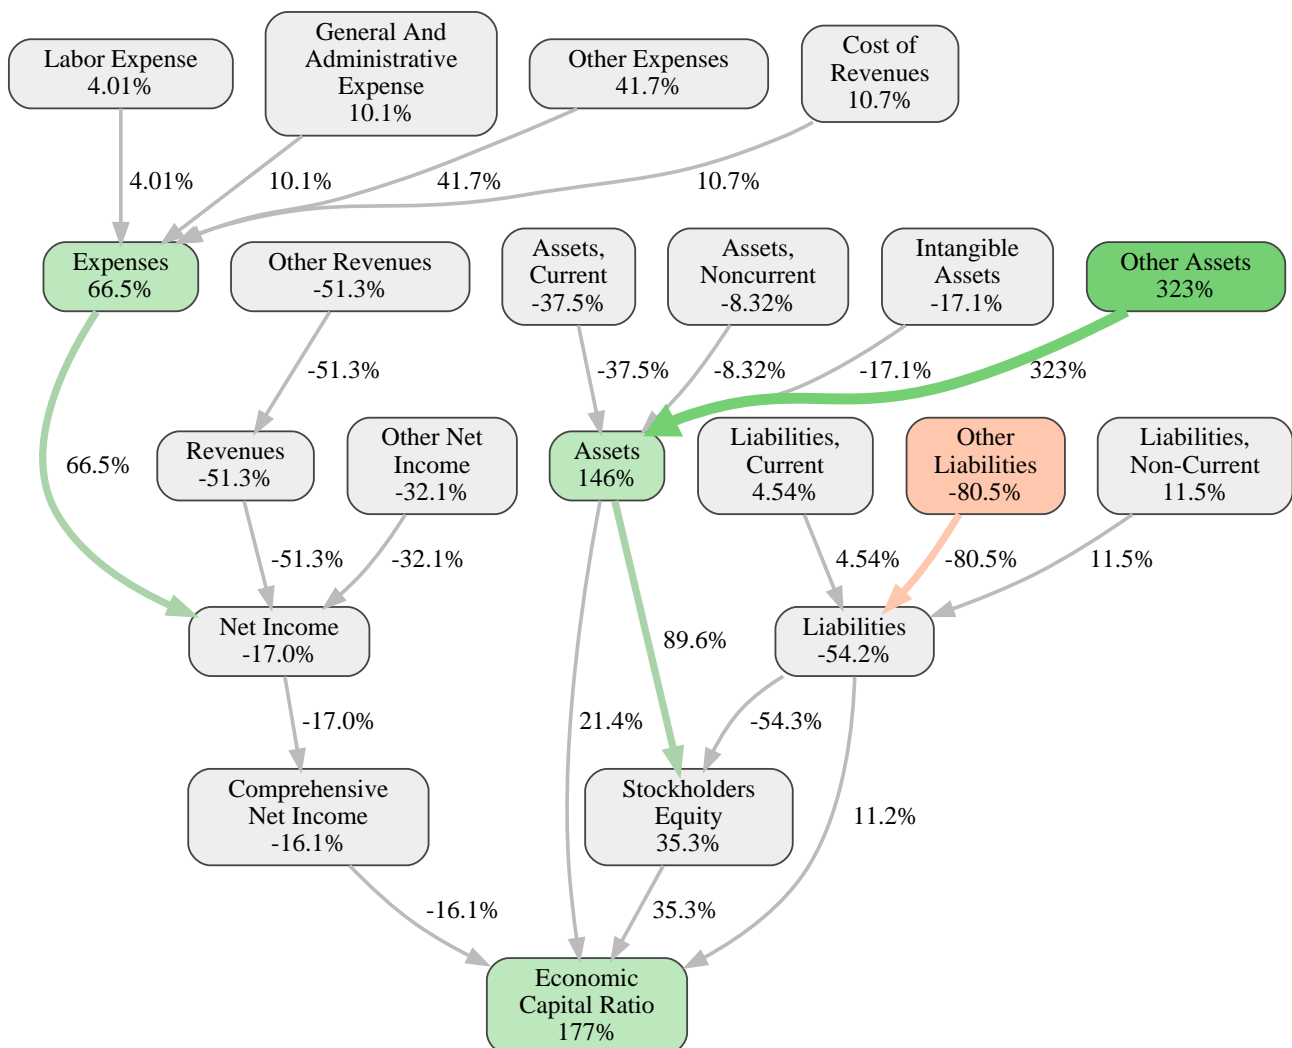 Labor Expense
4.01%
General And
Administrative
Expense
10.1%
Other Expenses
41.7%
Cost of
Revenues
10.7%
4.01%
10.1%
41.7%
10.7%
Expenses
66.5%
Other Revenues
-51.3%
Assets,
Current
-37.5%
Assets,
Noncurrent
-8.32%
Intangible
Assets
-17.1%
Other Assets
323%
-51.3%
-37.5%
-8.32%
-17.1%
323%
66.5%
Revenues
-51.3%
Other Net
Income
-32.1%
Assets
146%
Liabilities,
Current
4.54%
Other
Liabilities
-80.5%
Liabilities,
Non-Current
11.5%
-51.3%
-32.1%
4.54%
-80.5%
11.5%
Net Income
-17.0%
89.6%
Liabilities
-54.2%
-17.0%
21.4%
-54.3%
Comprehensive
Net Income
-16.1%
Stockholders
Equity
35.3%
11.2%
-16.1%
35.3%
Economic
Capital Ratio
177%